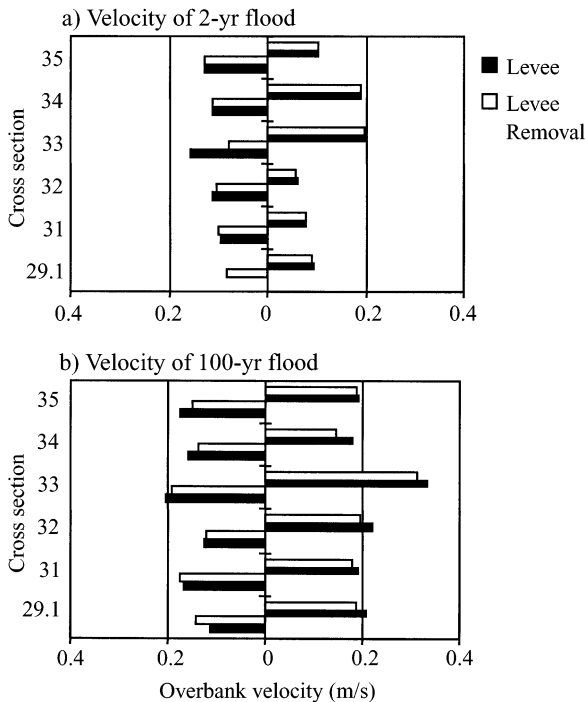 a) Velocity of 2-yr flood
Levee
Levee
Removal
Cross section
35
34
33
32
31
29.1
0.4
0.2
0
0.2
0.4
b) Velocity of 100-yr flood
Cross section
35
34
33
32
31
29.1
0.4
0.2
0
0.2
0.4
Overbank velocity (m/s)